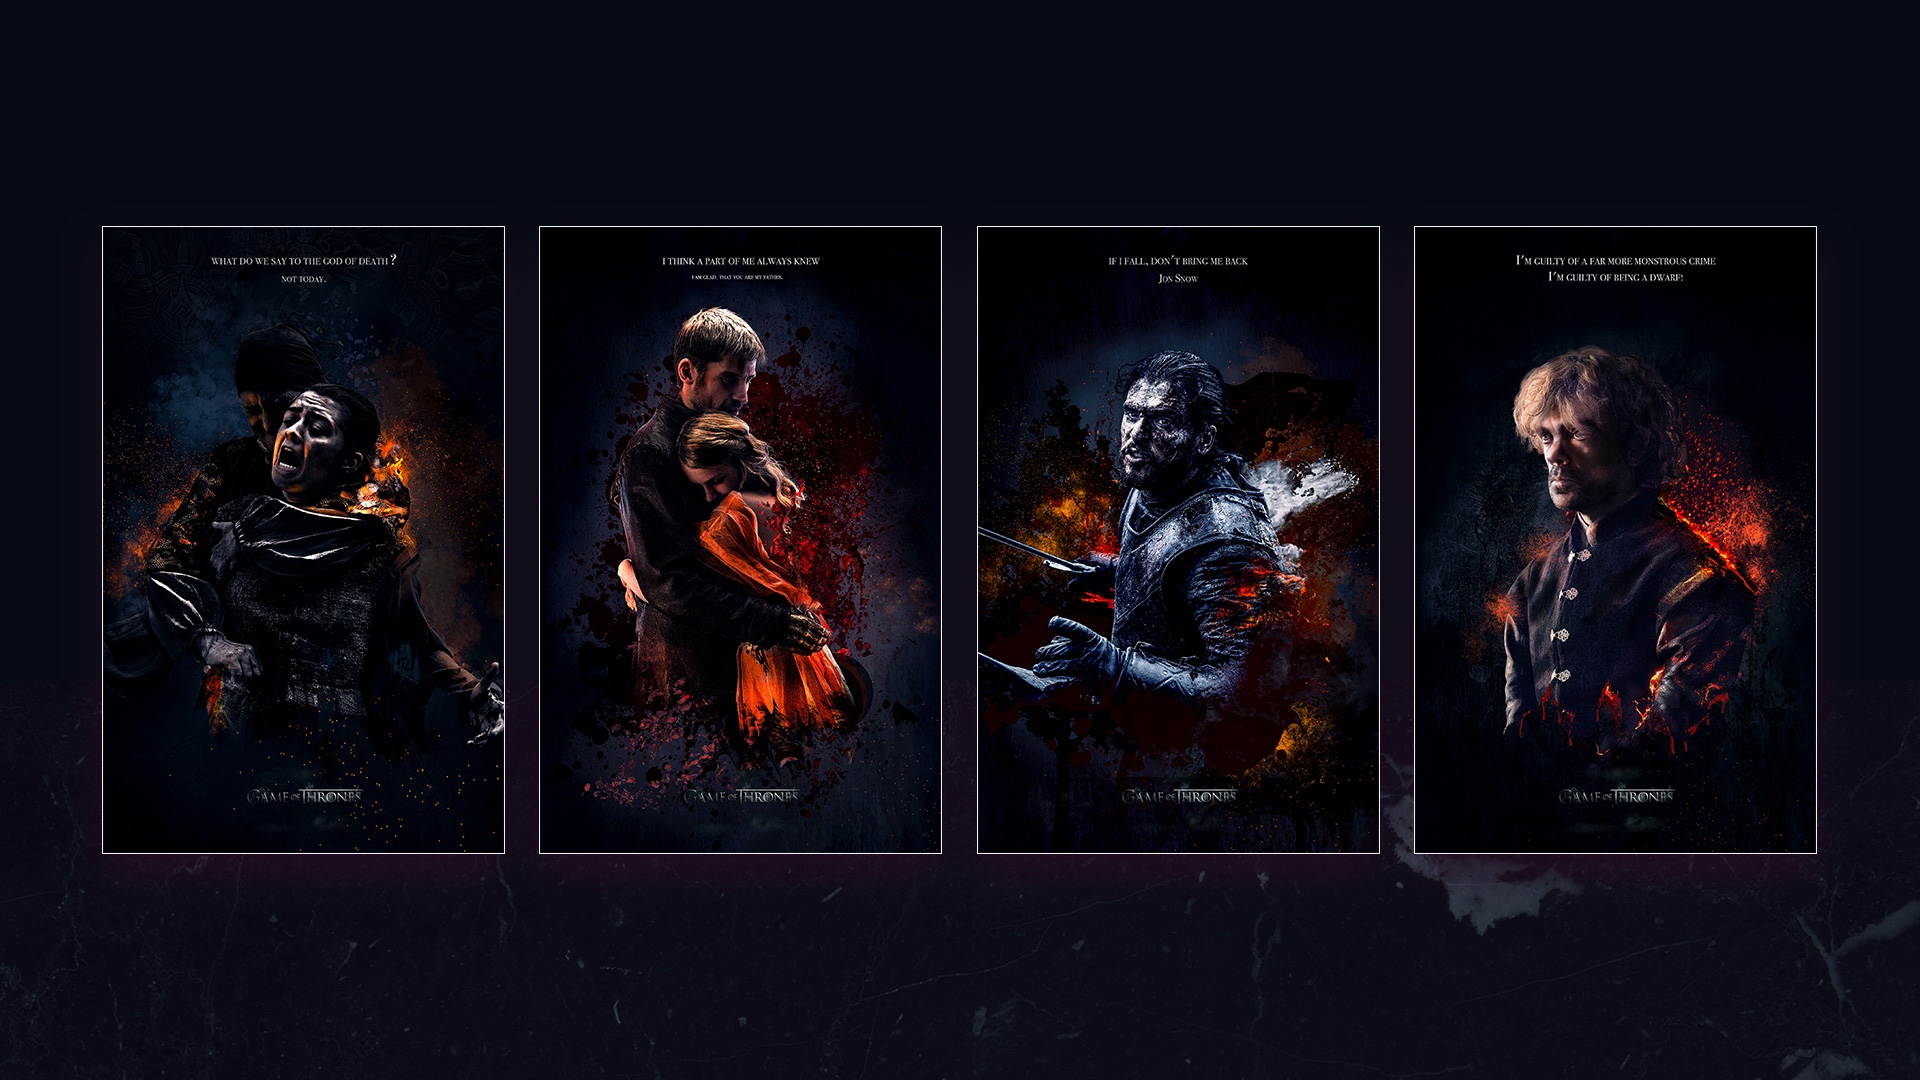 WHAT DO WE SAY TO THE GOD OF DEATH ?
NOT TODAY.
GAME OF THRONES
I THINK A PART OF ME ALWAYS KNEW
I AM GLAD. THAT YOU ARE MY FATHER.
GAME OF THRONES
IF I FALL, DON'T BRING ME BACK
JON SNOW
GAME OF THRONES
I'M GUILTY OF A FAR MORE MONSTROUS CRIME
I'M GUILTY OF BEING A DWARF!
GAME OF THRONES